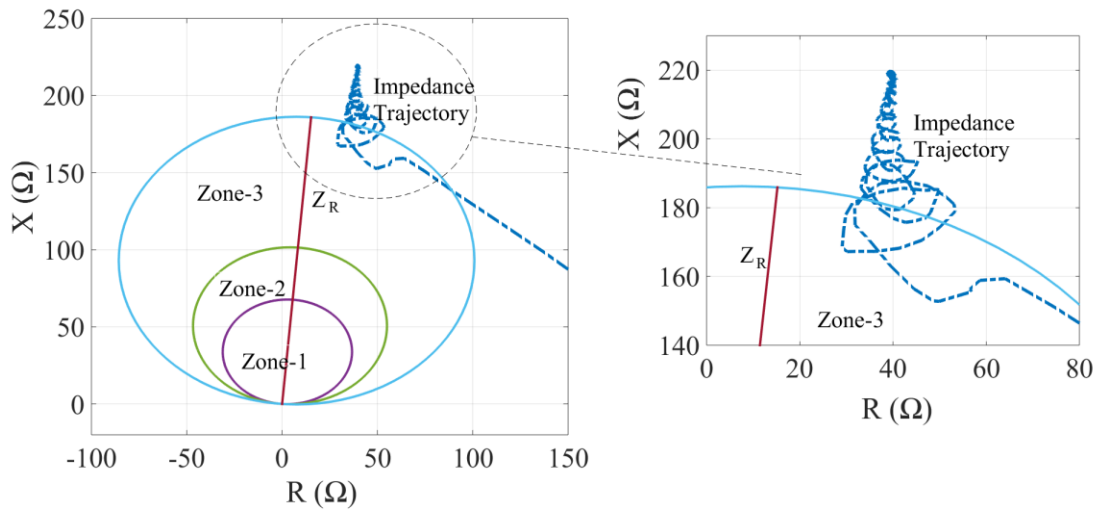 250
200
150
100
50
0
-100 -50 0 50 100 150
X (Ω)
R (Ω)
Impedance
Trajectory
Zone-3
Z_R
Zone-2
Zone-1
220
200
180
160
140
0 20 40 60 80
X (Ω)
R (Ω)
Impedance
Trajectory
Z_R
Zone-3